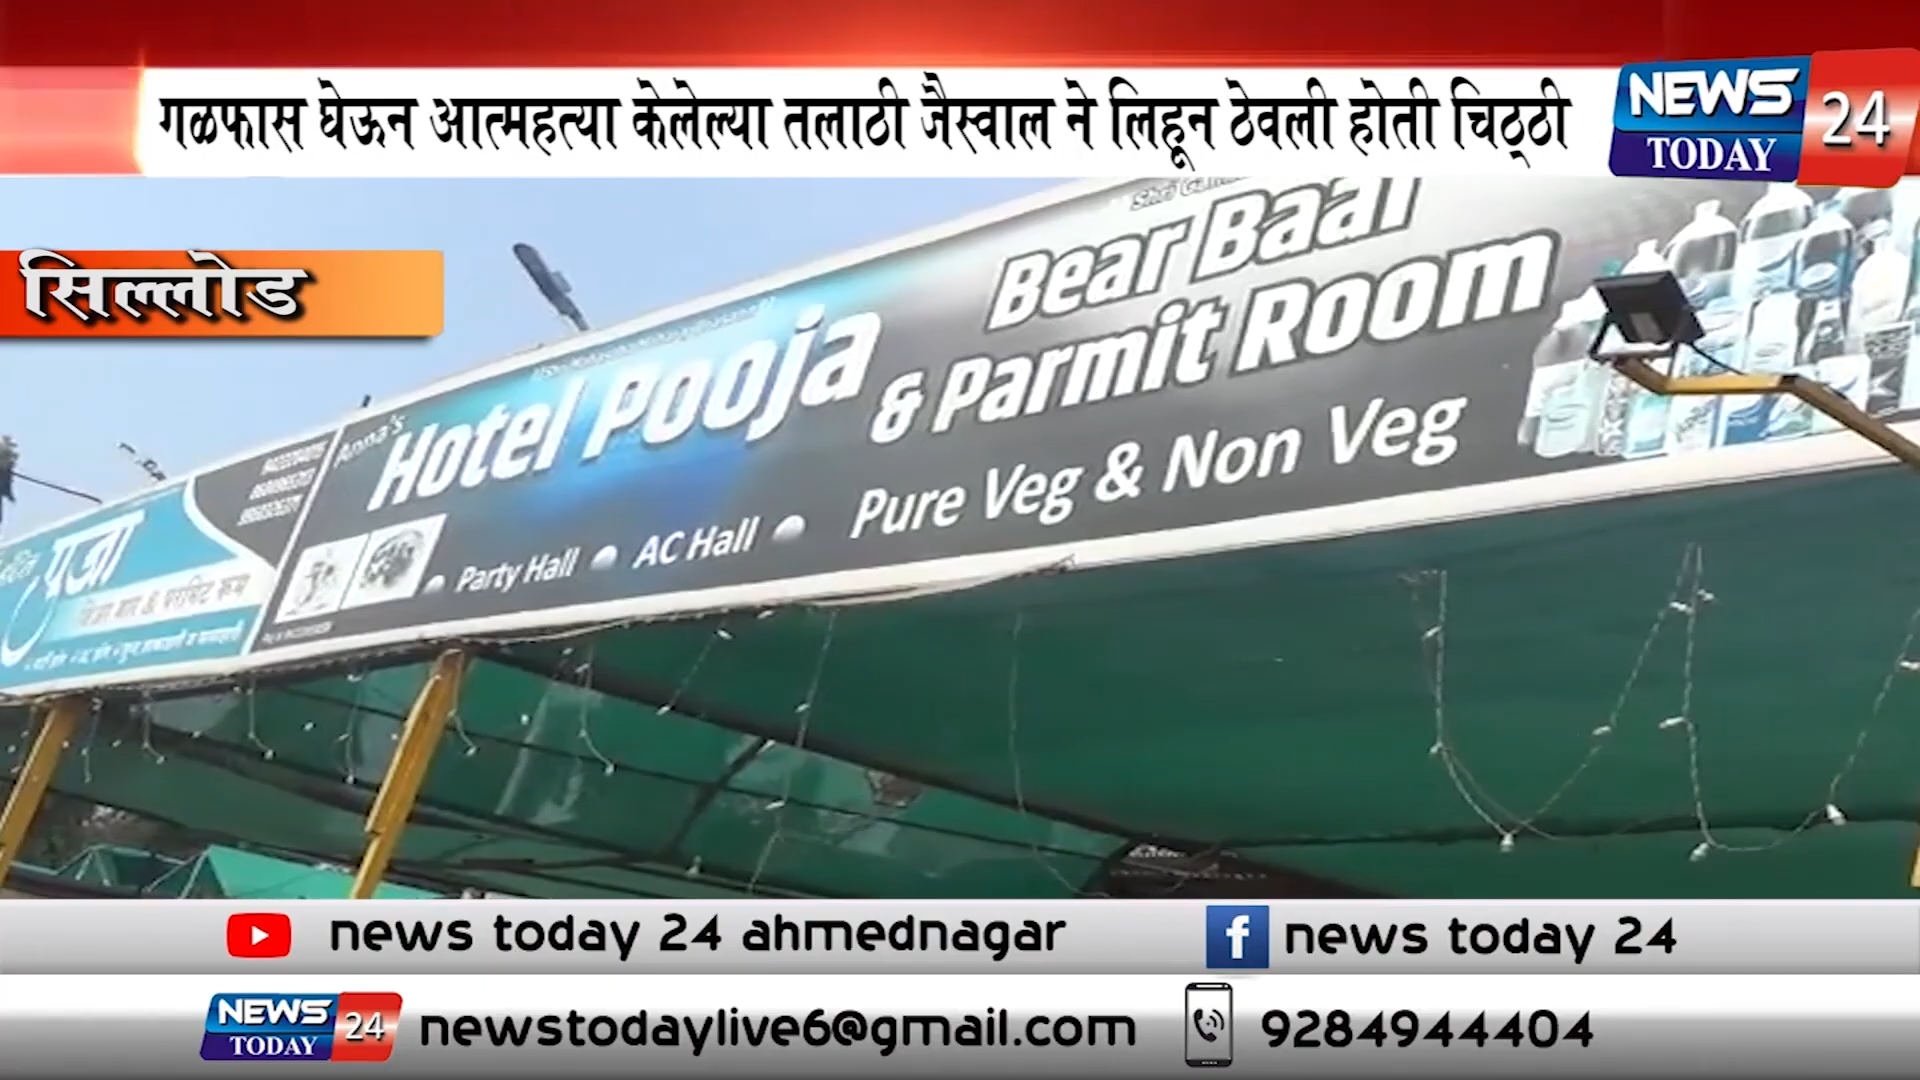 गळफास घेऊन आत्महत्या केलेल्या तलाठी जैस्वाल ने लिहून ठेवली होती चिठ्ठी
NEWS
TODAY
24
सिल्लोड
Bear Baar
& Parmit Room
Anna's
Hotel Pooja
Pure Veg & Non Veg
Party Hall
AC Hall
पूजा
बिअर बार & परमिट रूम
news today 24 ahmednagar
f news today 24
NEWS
TODAY
24
newstodaylive6@gmail.com
9284944404